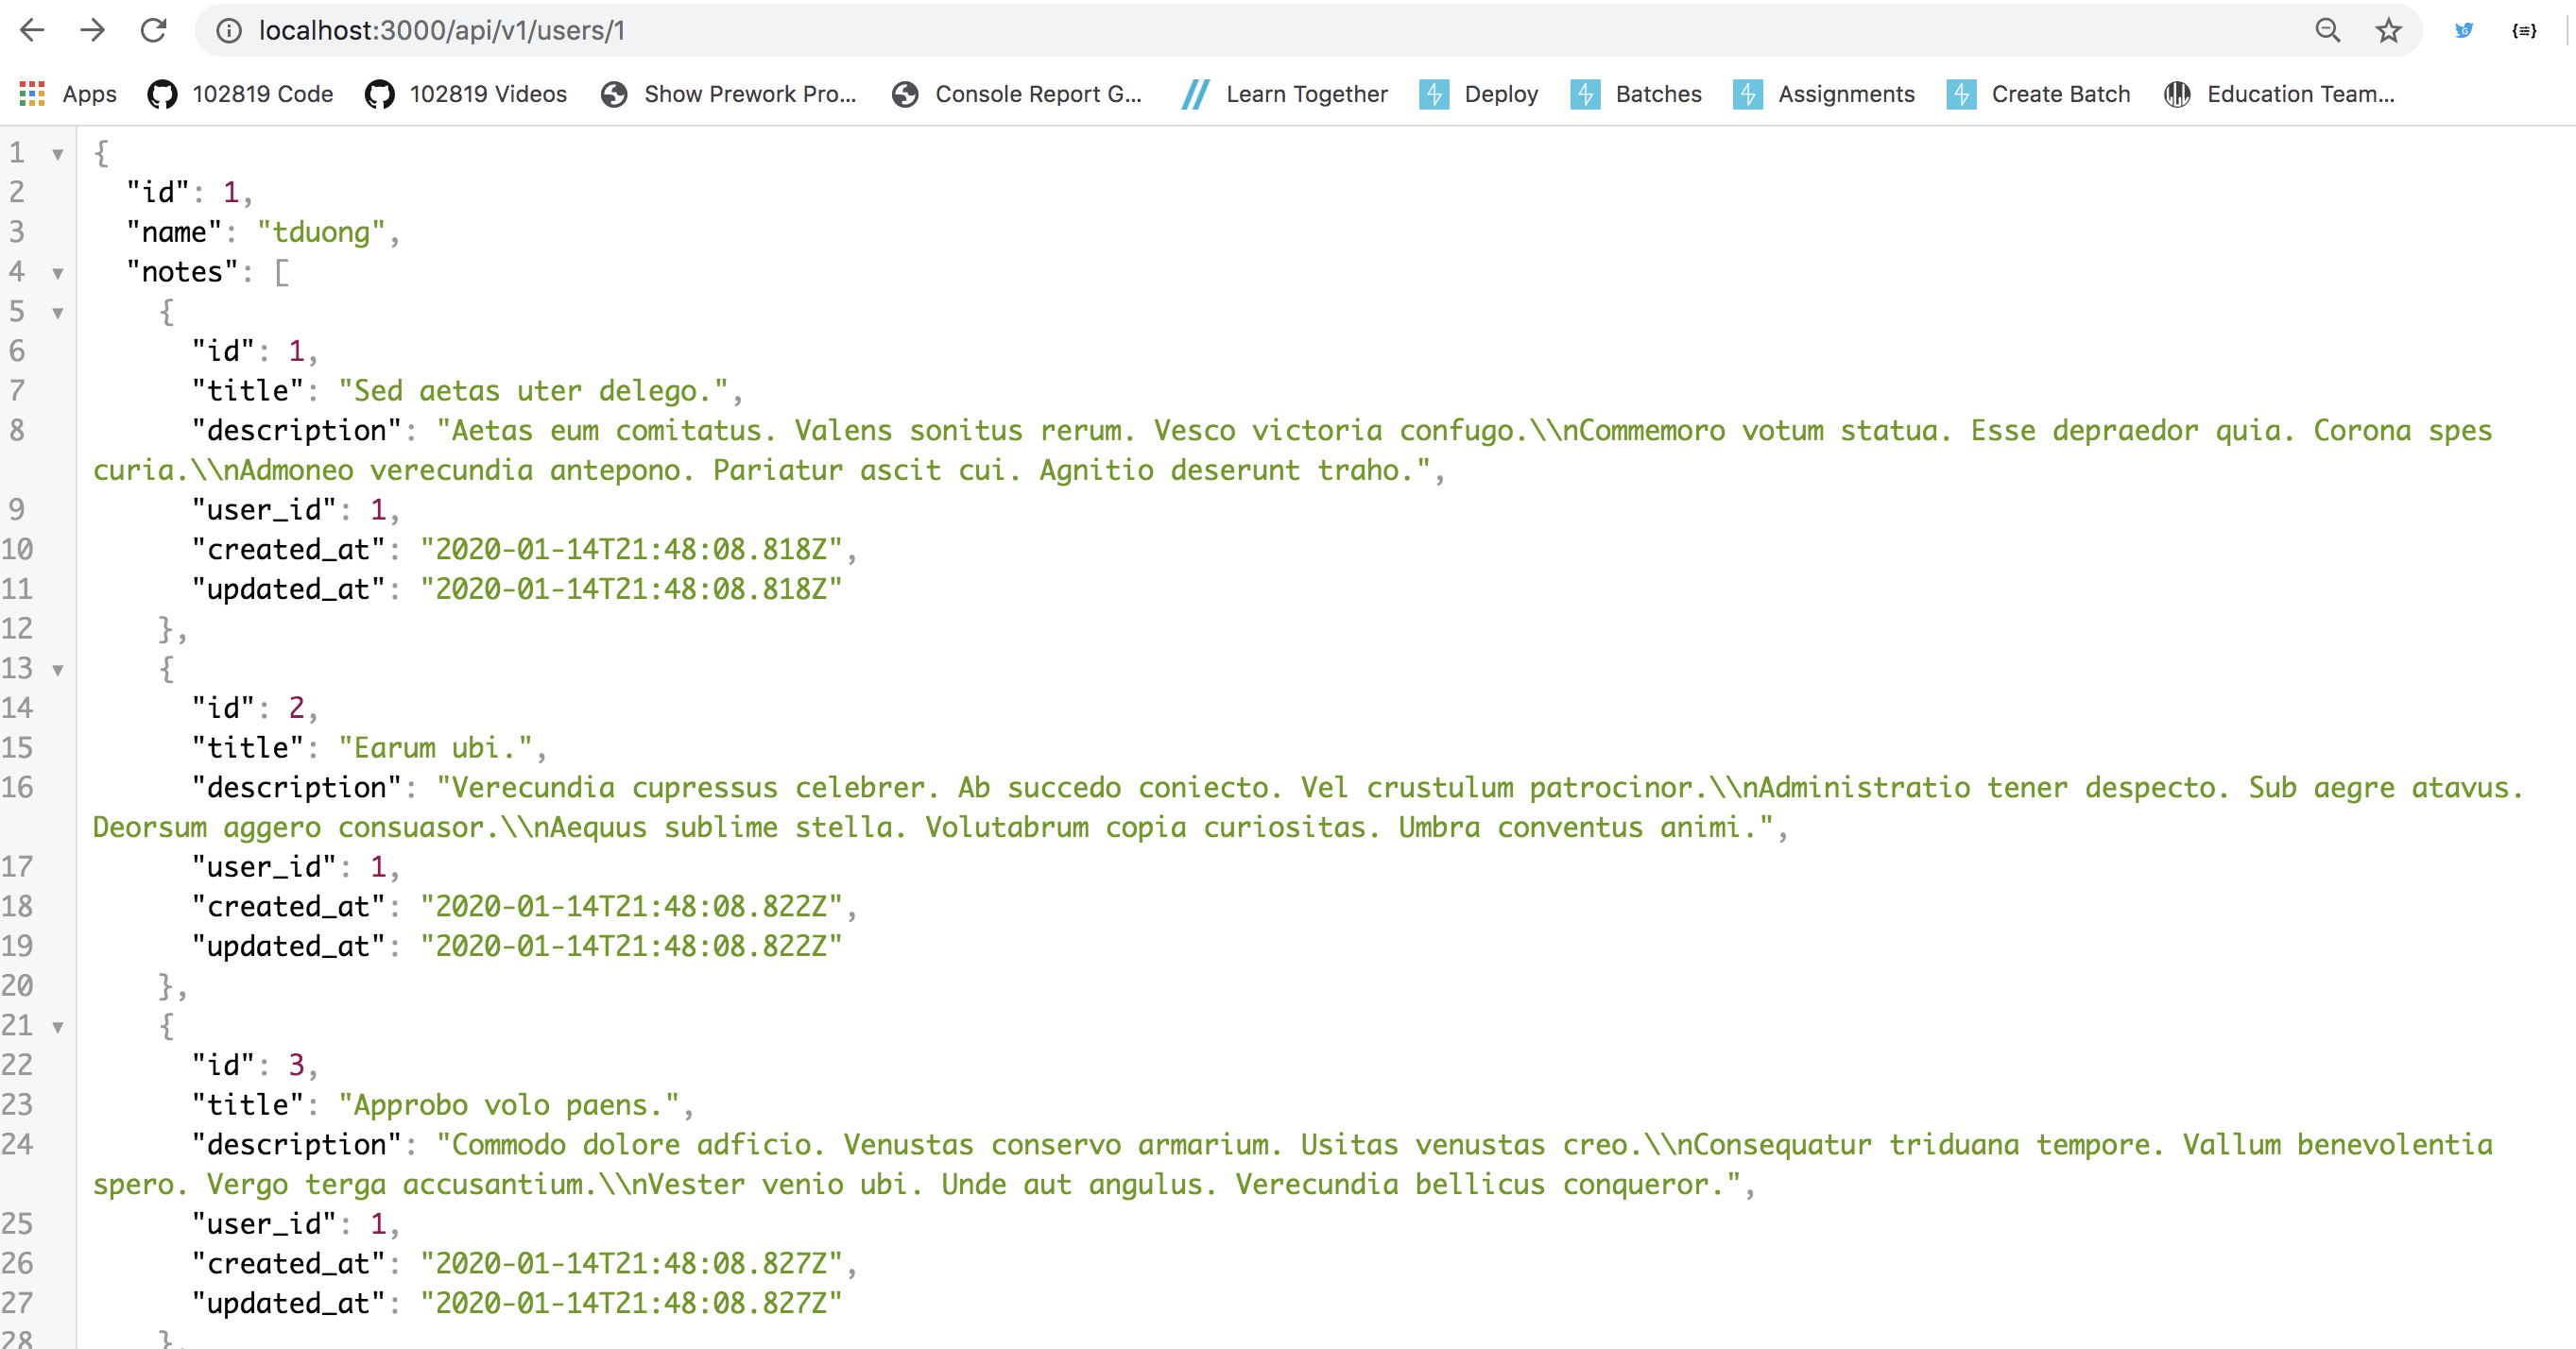 localhost:3000/api/v1/users/1
Apps 102819 Code 102819 Videos Show Prework Pro... Console Report G... Learn Together Deploy Batches Assignments Create Batch Education Team...
1 {
2 "id": 1,
3 "name": "tduong",
4 "notes": [
5 {
6 "id": 1,
7 "title": "Sed aetas uter delego.",
8 "description": "Aetas eum comitatus. Valens sonitus rerum. Vesco victoria confugo.\\nCommemoro votum statua. Esse depraedor quia. Corona spes
curia.\\nAdmoneo verecundia antepono. Pariatur ascit cui. Agnitio deserunt traho.",
9 "user_id": 1,
10 "created_at": "2020-01-14T21:48:08.818Z",
11 "updated_at": "2020-01-14T21:48:08.818Z"
12 },
13 {
14 "id": 2,
15 "title": "Earum ubi.",
16 "description": "Verecundia cupressus celebrer. Ab succedo coniecto. Vel crustulum patrocinor.\\nAdministratio tener despecto. Sub aegre atavus.
Deorsum aggero consuasor.\\nAequus sublime stella. Volutabrum copia curiositas. Umbra conventus animi.",
17 "user_id": 1,
18 "created_at": "2020-01-14T21:48:08.822Z",
19 "updated_at": "2020-01-14T21:48:08.822Z"
20 },
21 {
22 "id": 3,
23 "title": "Approbo volo paens.",
24 "description": "Commodo dolore adficio. Venustas conservo armarium. Usitas venustas creo.\\nConsequatur triduana tempore. Vallum benevolentia
spero. Vergo terga accusantium.\\nVester venio ubi. Unde aut angulus. Verecundia bellicus conqueror.",
25 "user_id": 1,
26 "created_at": "2020-01-14T21:48:08.827Z",
27 "updated_at": "2020-01-14T21:48:08.827Z"
28 },